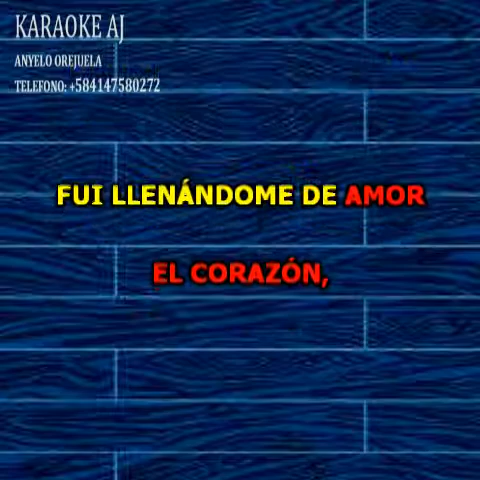 KARAOKE AJ
ANYELO OREJUELA
TELEFONO: +584147580272
FUI LLENÁNDOME DE AMOR
EL CORAZÓN,